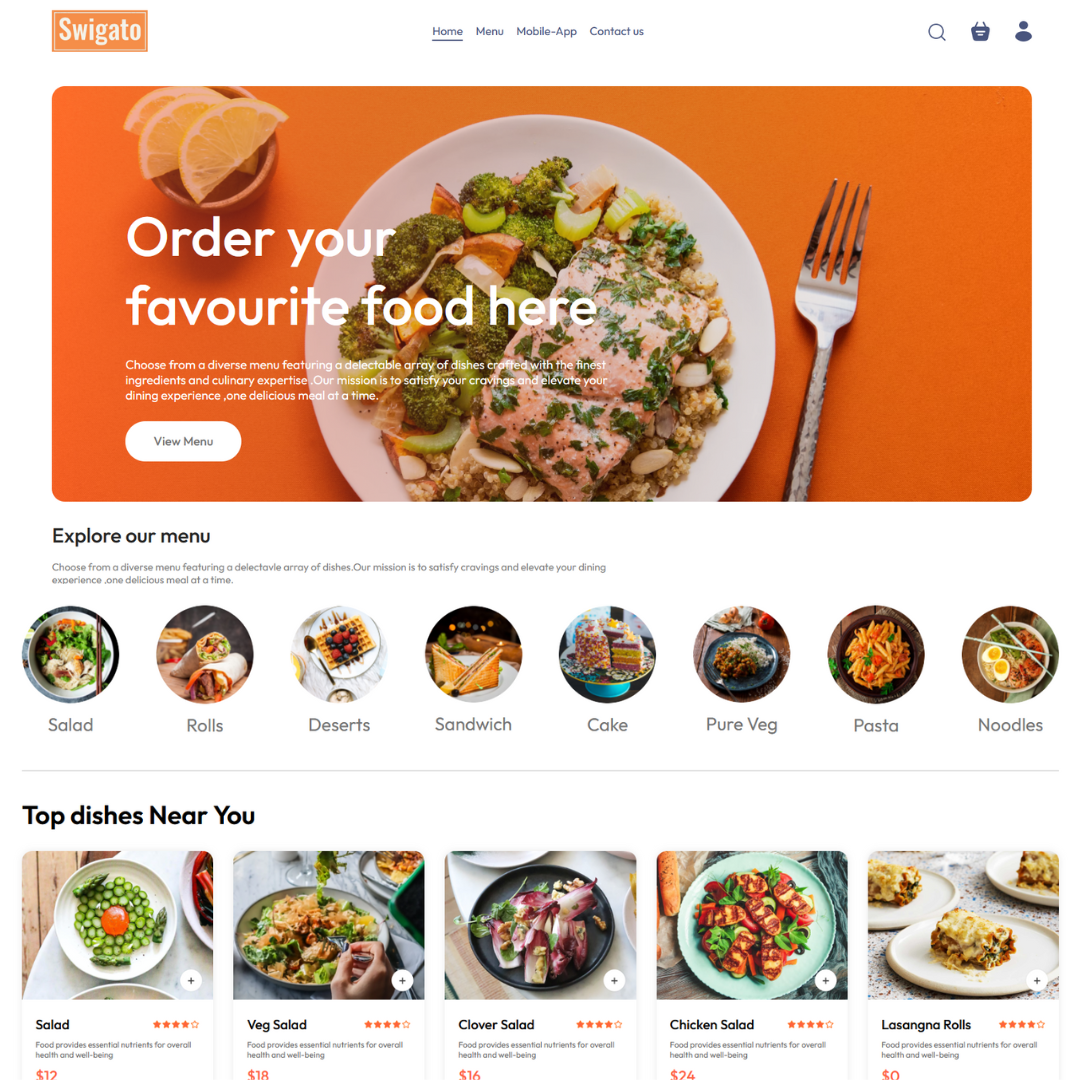 Swigato
Home Menu Mobile-App Contact us
Order your
favourite food here
Choose from a diverse menu featuring a delectable array of dishes crafted with the finest
ingredients and culinary expertise .Our mission is to satisfy your cravings and elevate your
dining experience ,one delicious meal at a time.
View Menu
Explore our menu
Choose from a diverse menu featuring a delectavle array of dishes.Our mission is to satisfy cravings and elevate your dining
experience ,one delicious meal at a time.
Salad Rolls Deserts Sandwich Cake Pure Veg Pasta Noodles
Top dishes Near You
+ + + + +
Salad Veg Salad Clover Salad Chicken Salad Lasangna Rolls
Food provides essential nutrients for overall Food provides essential nutrients for overall Food provides essential nutrients for overall Food provides essential nutrients for overall Food provides essential nutrients for overall
health and well-being health and well-being health and well-being health and well-being health and well-being
$12 $18 $16 $24 $0